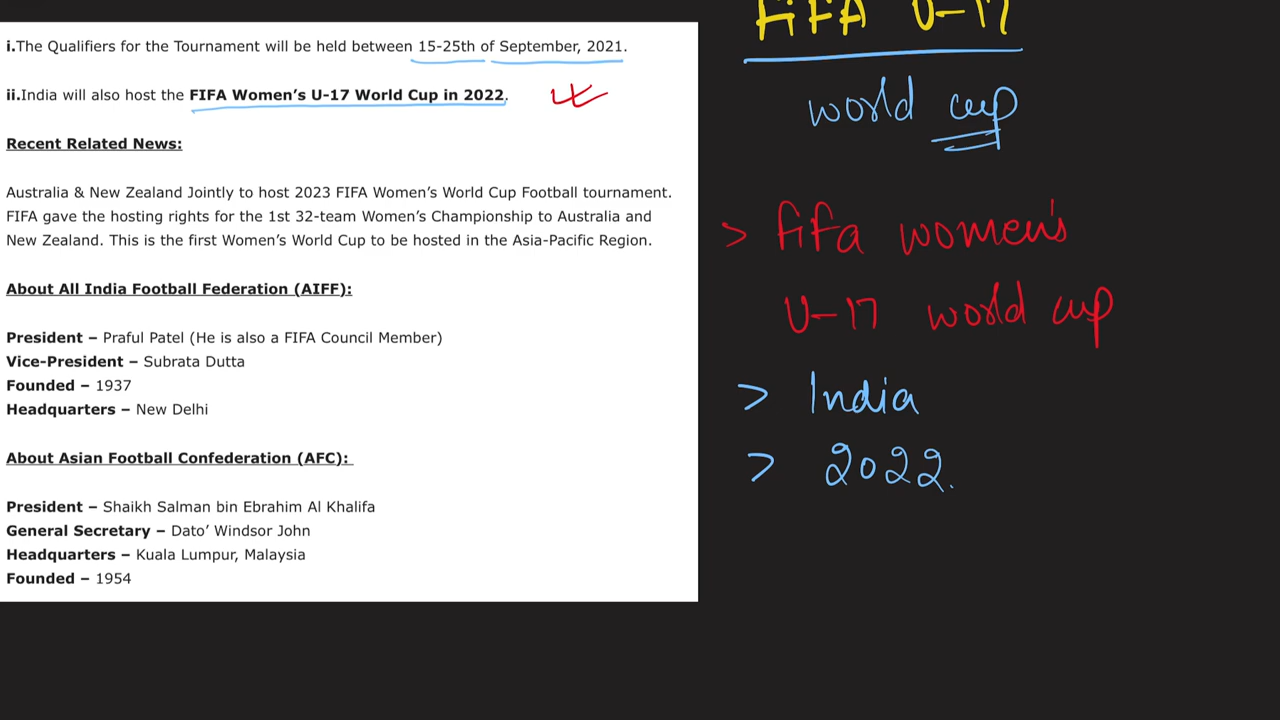 i.The Qualifiers for the Tournament will be held between 15-25th of September, 2021.
ii.India will also host the FIFA Women's U-17 World Cup in 2022.
Recent Related News:
Australia & New Zealand Jointly to host 2023 FIFA Women's World Cup Football tournament.
FIFA gave the hosting rights for the 1st 32-team Women's Championship to Australia and
New Zealand. This is the first Women's World Cup to be hosted in the Asia-Pacific Region.
About All India Football Federation (AIFF):
President – Praful Patel (He is also a FIFA Council Member)
Vice-President – Subrata Dutta
Founded – 1937
Headquarters – New Delhi
About Asian Football Confederation (AFC):
President – Shaikh Salman bin Ebrahim Al Khalifa
General Secretary – Dato' Windsor John
Headquarters – Kuala Lumpur, Malaysia
Founded – 1954
FiFA U-17
world cup
> fifa women's
U-17 world cup
> India
> 2022.